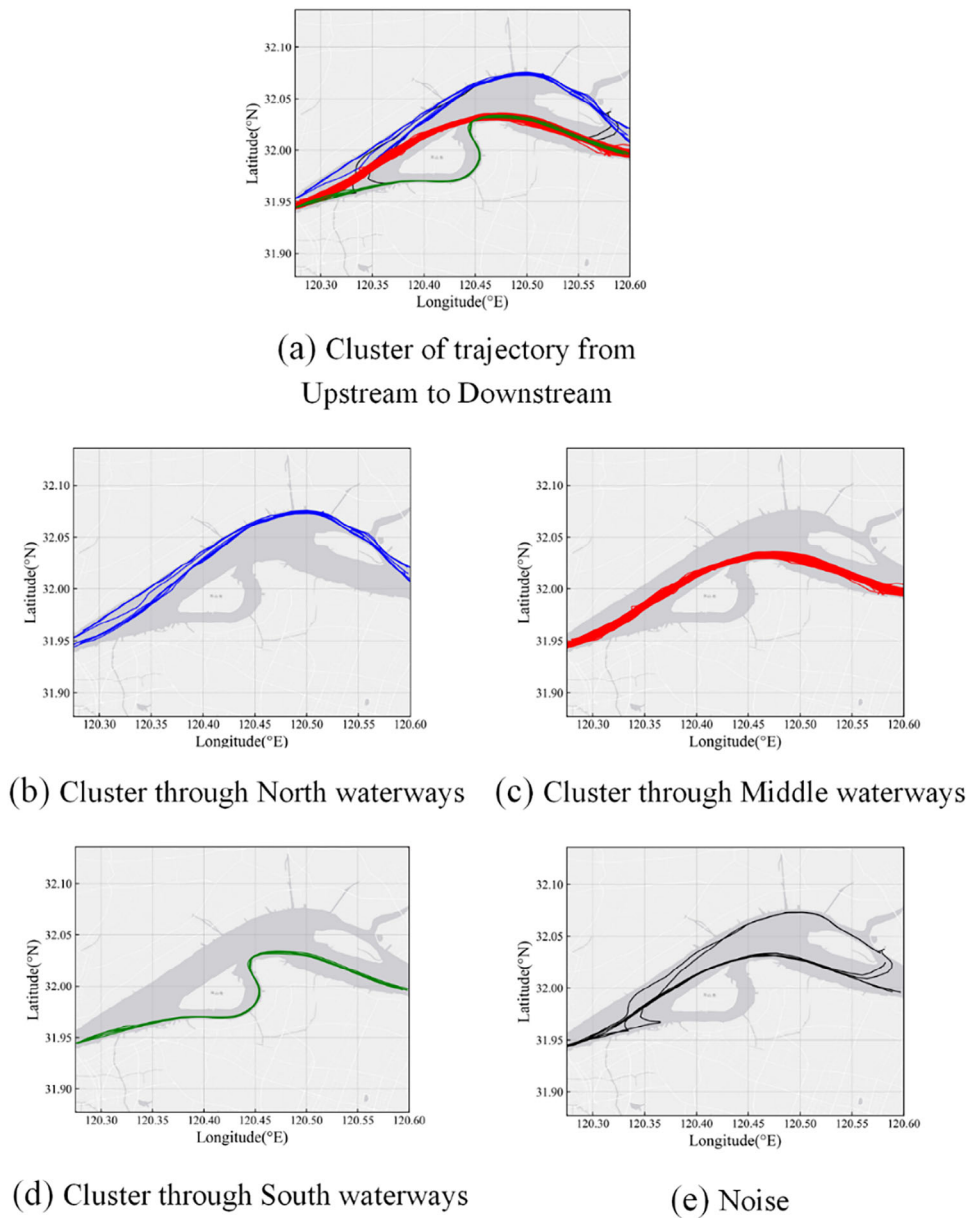 32.10
32.05
32.00
31.95
31.90
Latitude(°N)
120.30 120.35 120.40 120.45 120.50 120.55 120.60
Longitude(°E)
(a) Cluster of trajectory from
Upstream to Downstream
32.10
32.05
32.00
31.95
31.90
Latitude(°N)
120.30 120.35 120.40 120.45 120.50 120.55 120.60
Longitude(°E)
32.10
32.05
32.00
31.95
31.90
Latitude(°N)
120.30 120.35 120.40 120.45 120.50 120.55 120.60
Longitude(°E)
(b) Cluster through North waterways
(c) Cluster through Middle waterways
32.10
32.05
32.00
31.95
31.90
Latitude(°N)
120.30 120.35 120.40 120.45 120.50 120.55 120.60
Longitude(°E)
32.10
32.05
32.00
31.95
31.90
Latitude(°N)
120.30 120.35 120.40 120.45 120.50 120.55 120.60
Longitude(°E)
(d) Cluster through South waterways
(e) Noise